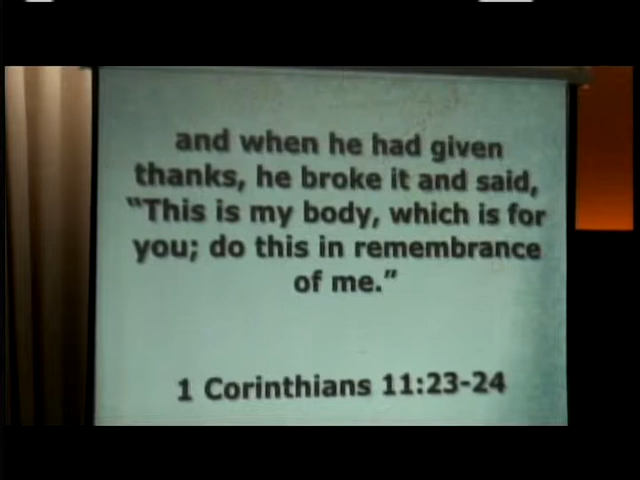 and when he had given
thanks, he broke it and said,
“This is my body, which is for
you; do this in remembrance
of me.”
1 Corinthians 11:23-24